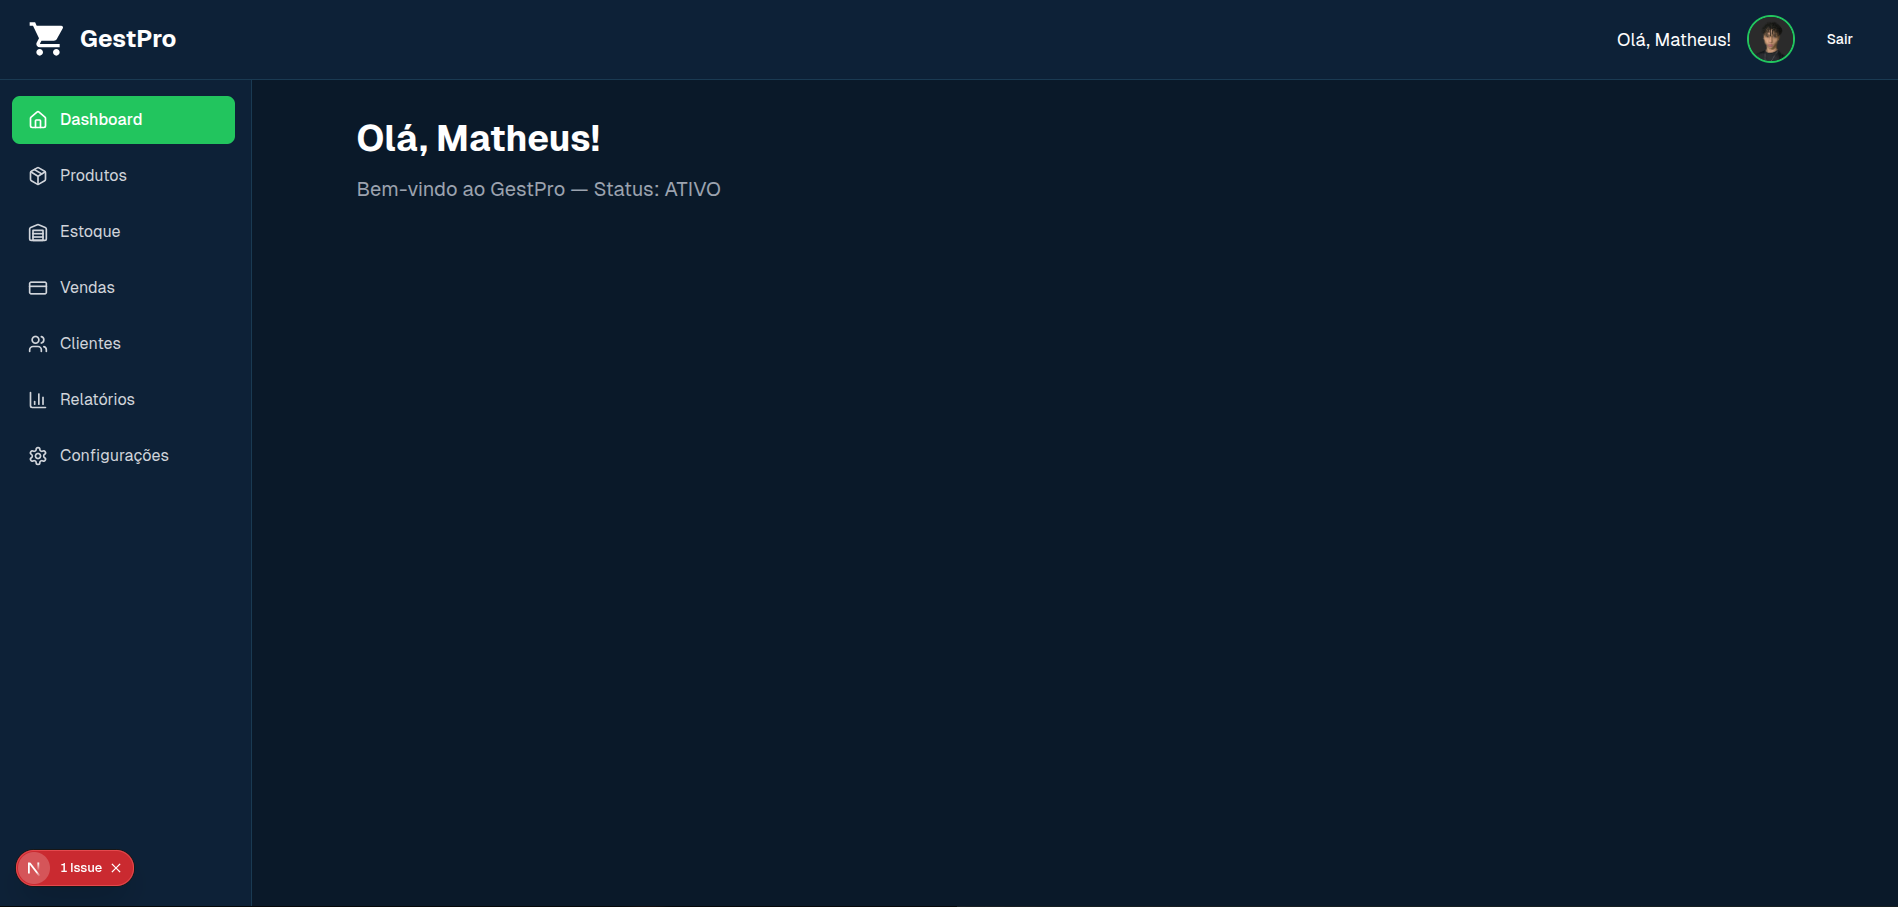 GestPro
Olá, Matheus!
Sair
Dashboard
Produtos
Estoque
Vendas
Clientes
Relatórios
Configurações
Olá, Matheus!
Bem-vindo ao GestPro — Status: ATIVO
N
1 Issue